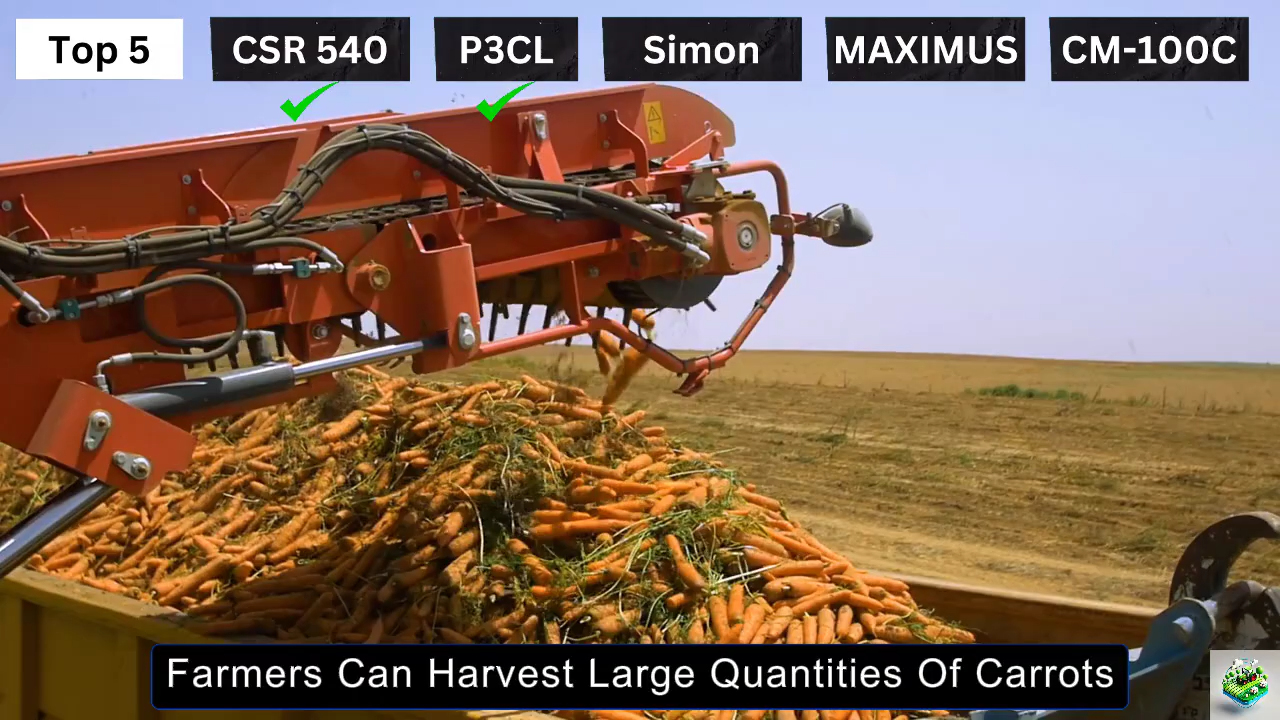 Top 5
CSR 540
P3CL
Simon
MAXIMUS
CM-100C
Farmers Can Harvest Large Quantities Of Carrots